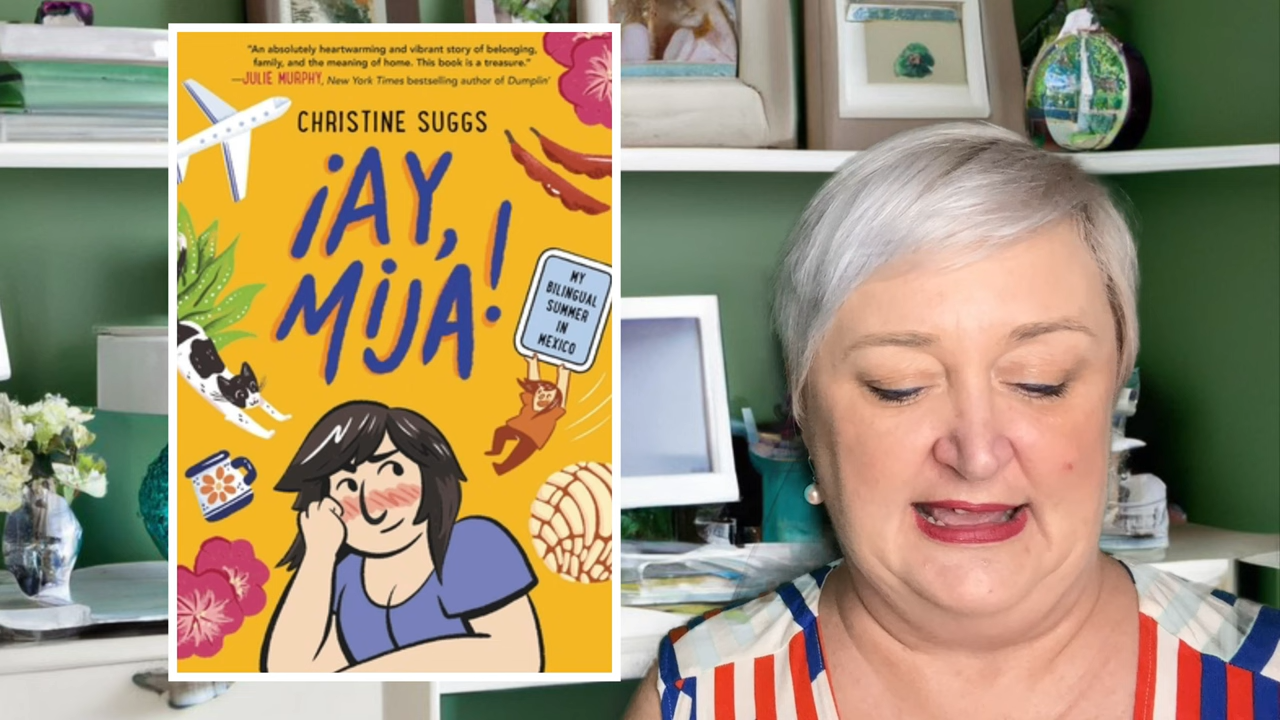 "An absolutely heartwarming and vibrant story of belonging,
family, and the meaning of home. This book is a treasure."
—JULIE MURPHY, New York Times bestselling author of Dumplin'
CHRISTINE SUGGS
¡AY,
MIJA!
MY
BILINGUAL
SUMMER
IN
MEXICO